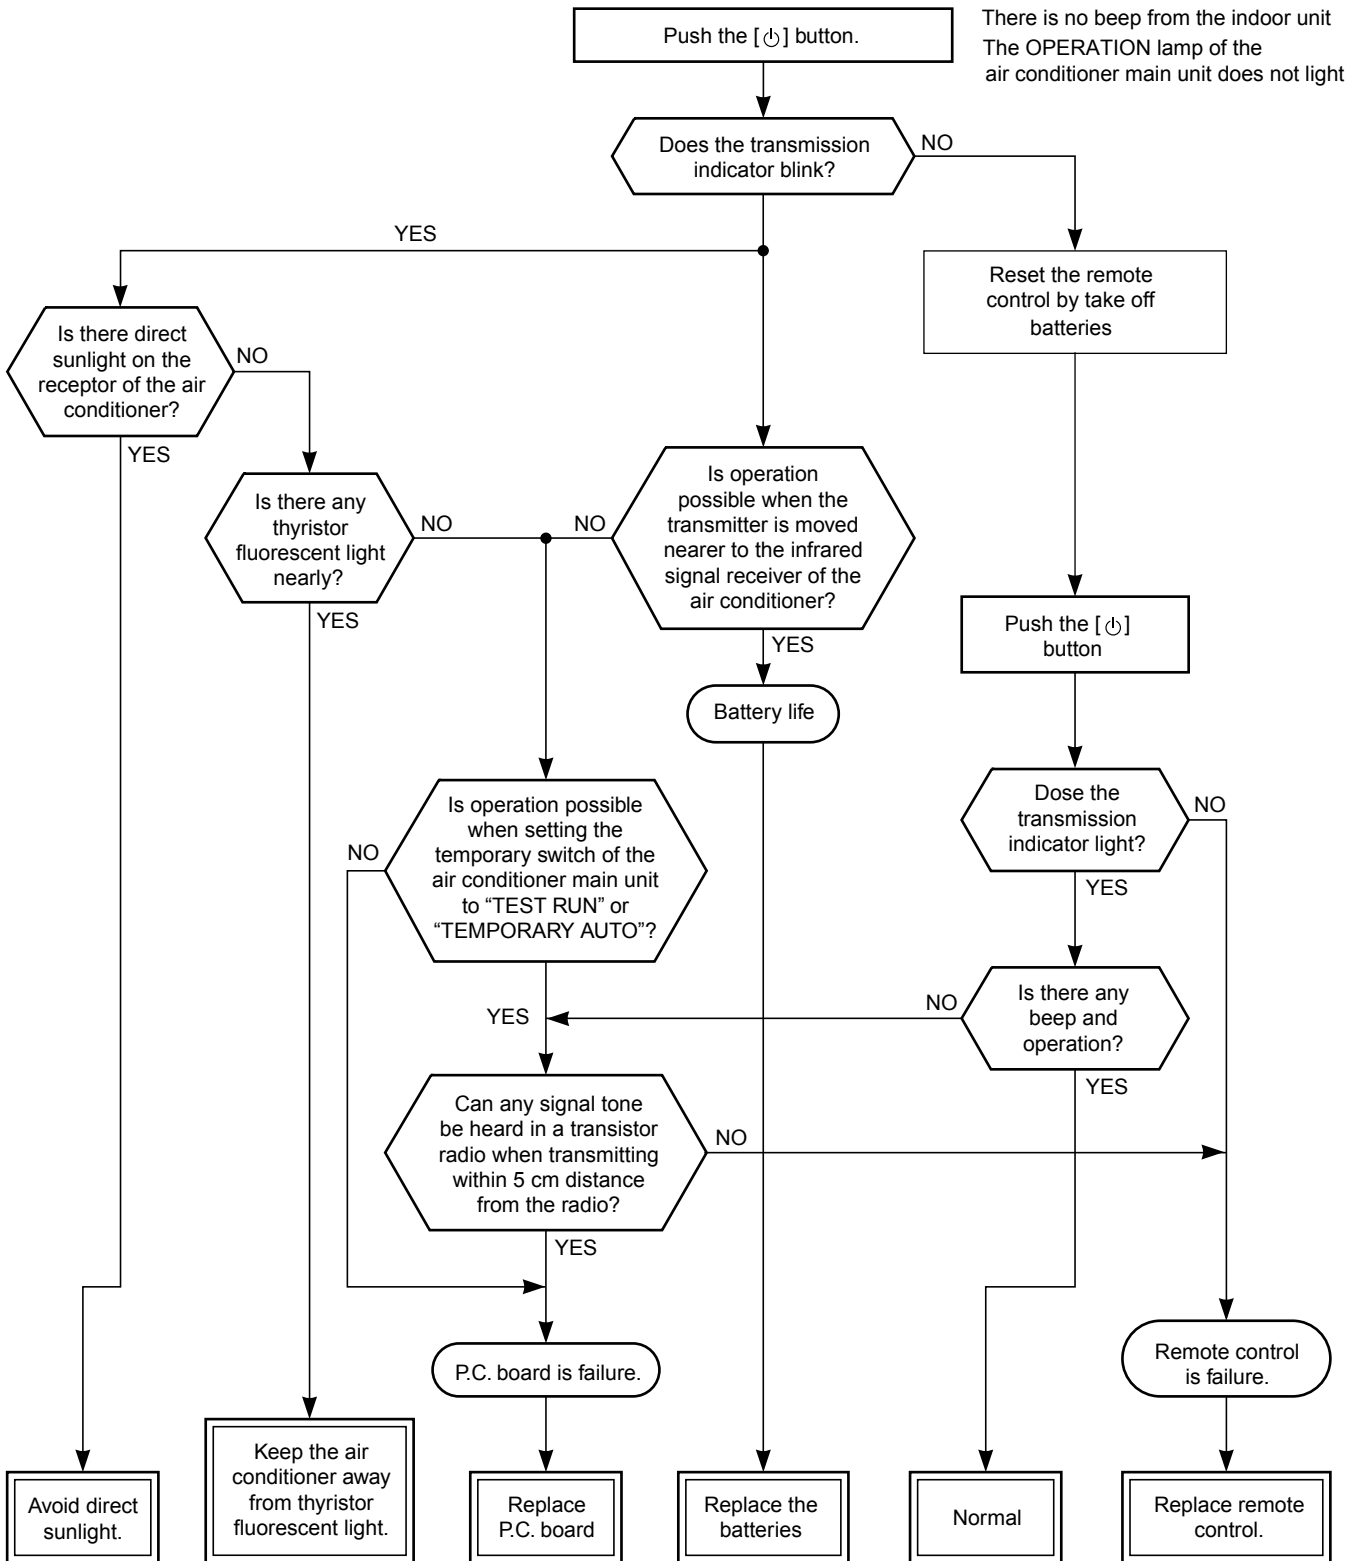 Push the [⏻] button.
There is no beep from the indoor unit
The OPERATION lamp of the
air conditioner main unit does not light
Does the transmission
indicator blink?
NO
YES
Reset the remote
control by take off
batteries
Is there direct
sunlight on the
receptor of the air
conditioner?
NO
YES
Is there any
thyristor
fluorescent light
nearly?
NO
YES
Is operation
possible when the
transmitter is moved
nearer to the infrared
signal receiver of the
air conditioner?
NO
YES
Push the [⏻]
button
Battery life
Is operation possible
when setting the
temporary switch of the
air conditioner main unit
to “TEST RUN” or
“TEMPORARY AUTO”?
NO
YES
Dose the
transmission
indicator light?
NO
YES
Is there any
beep and
operation?
NO
YES
Can any signal tone
be heard in a transistor
radio when transmitting
within 5 cm distance
from the radio?
NO
YES
P.C. board is failure.
Remote control
is failure.
Avoid direct
sunlight.
Keep the air
conditioner away
from thyristor
fluorescent light.
Replace
P.C. board
Replace the
batteries
Normal
Replace remote
control.